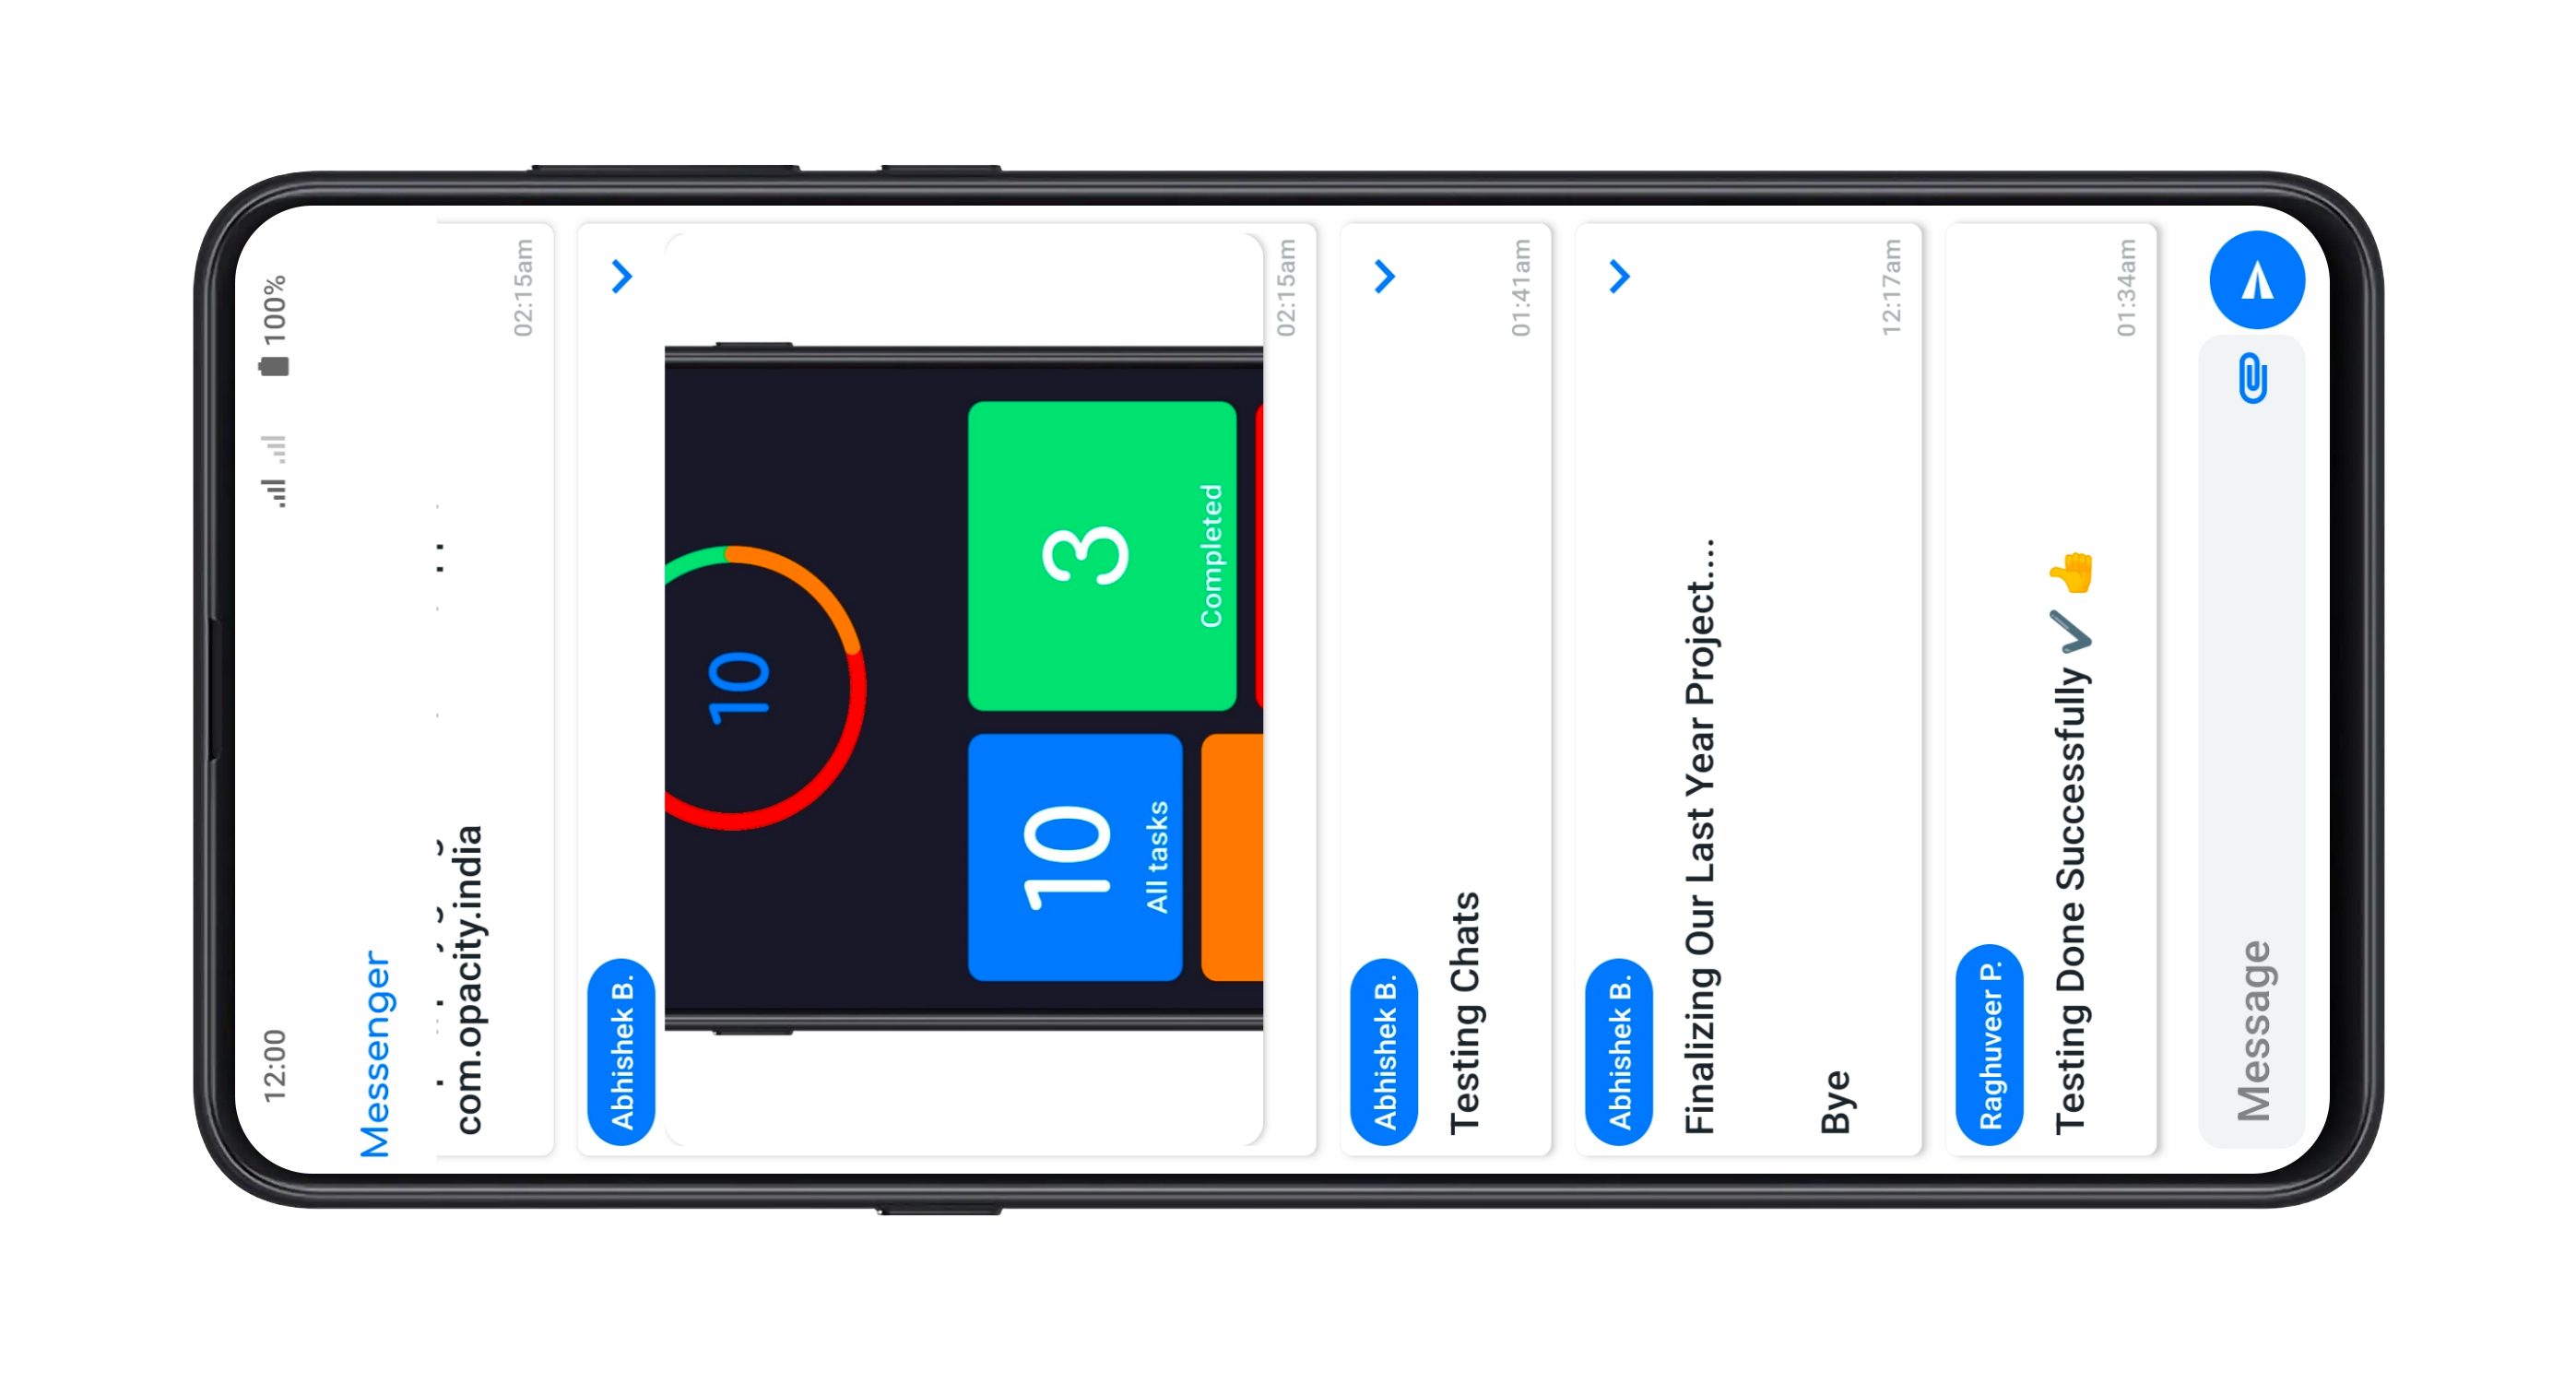 12:00 100%
Messenger
com.opacity.india
02:15am
Abhishek B.
10
10
All tasks
3
Completed
02:15am
Abhishek B.
Testing Chats
01:41am
Abhishek B.
Finalizing Our Last Year Project....
Bye
12:17am
Raghuveer P.
Testing Done Successfully ✔️ 👍
01:34am
Message